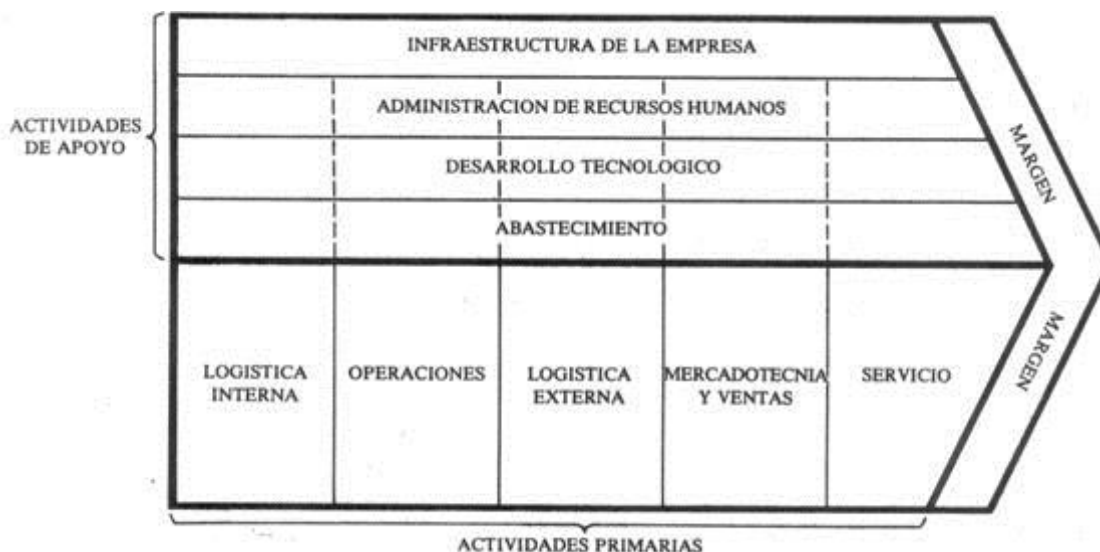 INFRAESTRUCTURA DE LA EMPRESA
ADMINISTRACION DE RECURSOS HUMANOS
ACTIVIDADES
DE APOYO
DESARROLLO TECNOLOGICO
ABASTECIMIENTO
MARGEN
LOGISTICA
INTERNA
OPERACIONES
LOGISTICA
EXTERNA
MERCADOTECNIA
Y VENTAS
SERVICIO
MARGEN
ACTIVIDADES PRIMARIAS